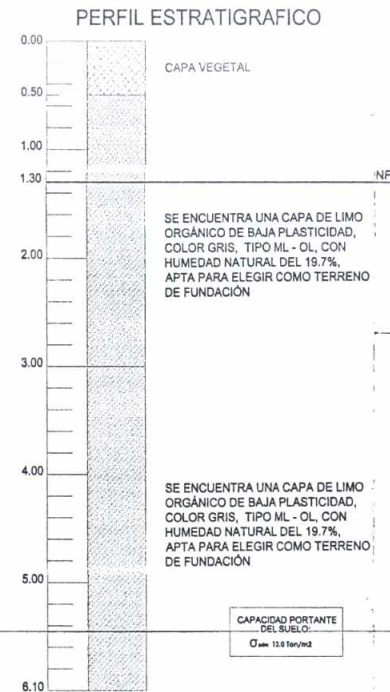 PERFIL ESTRATIGRAFICO
0.00
CAPA VEGETAL
0.50
1.00
1.30
NF
SE ENCUENTRA UNA CAPA DE LIMO
ORGÁNICO DE BAJA PLASTICIDAD,
COLOR GRIS, TIPO ML - OL, CON
HUMEDAD NATURAL DEL 19.7%,
APTA PARA ELEGIR COMO TERRENO
DE FUNDACIÓN
2.00
3.00
4.00
SE ENCUENTRA UNA CAPA DE LIMO
ORGÁNICO DE BAJA PLASTICIDAD,
COLOR GRIS, TIPO ML - OL, CON
HUMEDAD NATURAL DEL 19.7%,
APTA PARA ELEGIR COMO TERRENO
DE FUNDACIÓN
5.00
CAPACIDAD PORTANTE
DEL SUELO:
Ton/m2
6.10